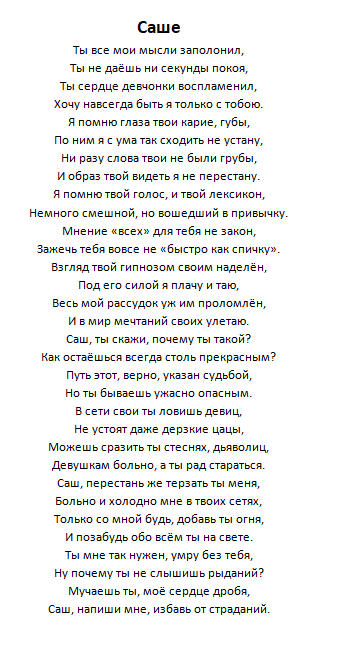 Саше
Ты все мои мысли заполонил,
Ты не даёшь ни секунды покоя,
Ты сердце девчонки воспламенил,
Хочу навсегда быть я только с тобою.
Я помню глаза твои карие, губы,
По ним я с ума так сходить не устану,
Ни разу слова твои не были грубы,
И образ твой видеть я не перестану.
Я помню твой голос, и твой лексикон,
Немного смешной, но вошедший в привычку.
Мнение «всех» для тебя не закон,
Зажечь тебя вовсе не «быстро как спичку».
Взгляд твой гипнозом своим наделён,
Под его силой я плачу и таю,
Весь мой рассудок уж им проломлён,
И в мир мечтаний своих улетаю.
Саш, ты скажи, почему ты такой?
Как остаёшься всегда столь прекрасным?
Путь этот, верно, указан судьбой,
Но ты бываешь ужасно опасным.
В сети свои ты ловишь девиц,
Не устоят даже дерзкие цацы,
Можешь сразить ты стеснях, дьяволиц,
Девушкам больно, а ты рад стараться.
Саш, перестань же терзать ты меня,
Больно и холодно мне в твоих сетях,
Только со мной будь, добавь ты огня,
И позабудь обо всём ты на свете.
Ты мне так нужен, умру без тебя,
Ну почему ты не слышишь рыданий?
Мучаешь ты, моё сердце дробя,
Саш, напиши мне, избавь от страданий.